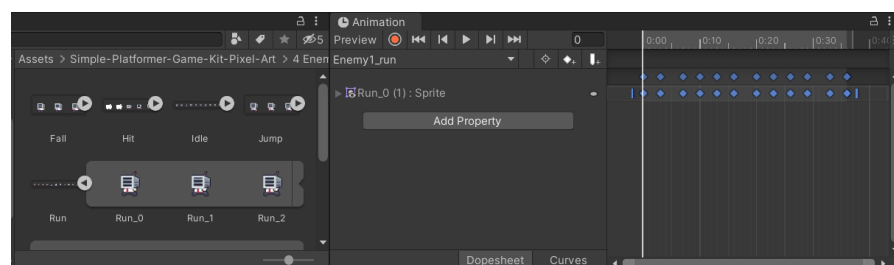 Animation
5 Preview 0 0:00 0:10 0:20 0:30
Assets > Simple-Platformer-Game-Kit-Pixel-Art > 4 Enem Enemy1_run
Run_0 (1) : Sprite
Add Property
Fall Hit Idle Jump
Run Run_0 Run_1 Run_2
Dopesheet Curves